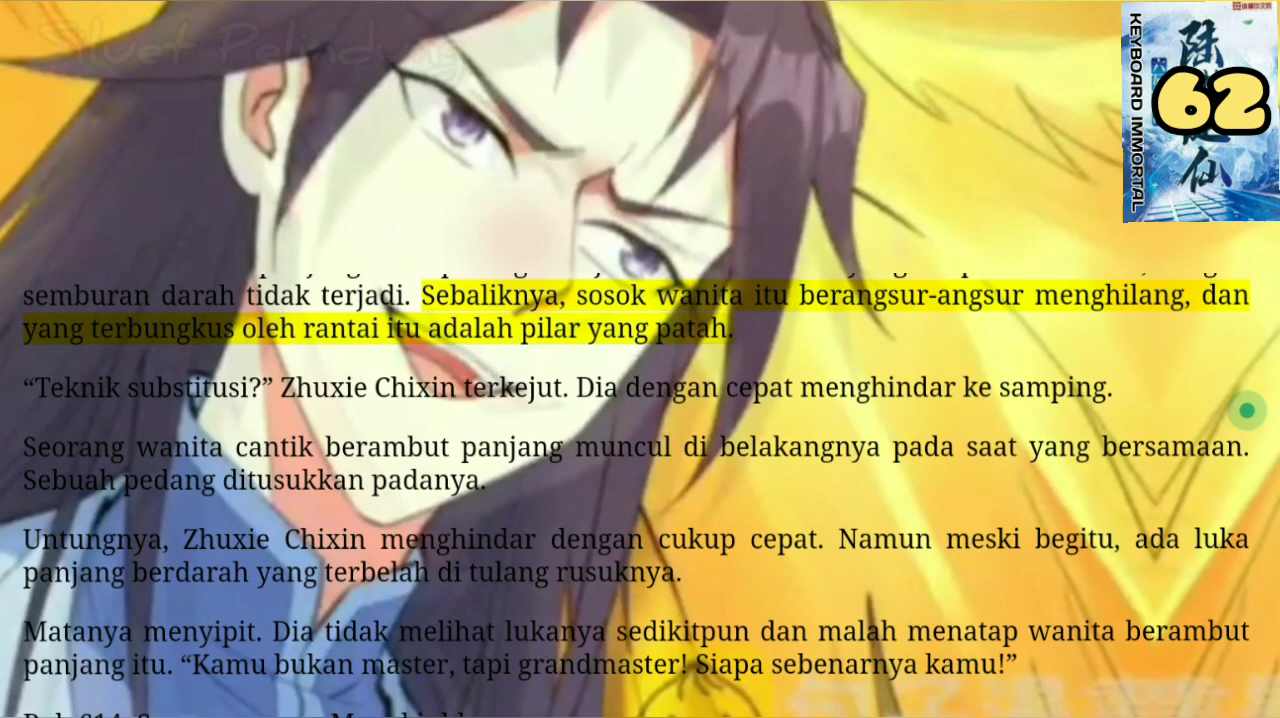 Siluet Pelindung
KEYBOARD IMMORTAL
62
仙
semburan darah tidak terjadi. Sebaliknya, sosok wanita itu berangsur-angsur menghilang, dan
yang terbungkus oleh rantai itu adalah pilar yang patah.
“Teknik substitusi?” Zhuxie Chixin terkejut. Dia dengan cepat menghindar ke samping.
Seorang wanita cantik berambut panjang muncul di belakangnya pada saat yang bersamaan.
Sebuah pedang ditusukkan padanya.
Untungnya, Zhuxie Chixin menghindar dengan cukup cepat. Namun meski begitu, ada luka
panjang berdarah yang terbelah di tulang rusuknya.
Matanya menyipit. Dia tidak melihat lukanya sedikitpun dan malah menatap wanita berambut
panjang itu. “Kamu bukan master, tapi grandmaster! Siapa sebenarnya kamu!”